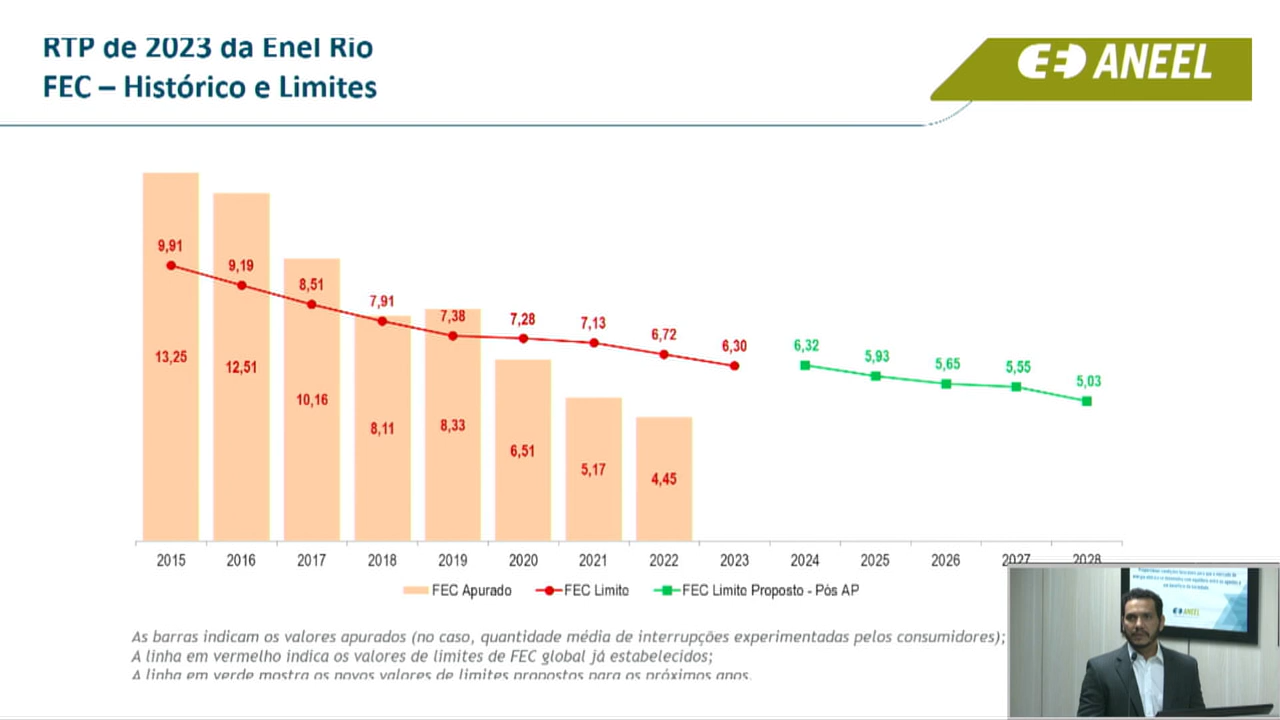 RTP de 2023 da Enel Rio
FEC – Histórico e Limites
ANEEL
9,91
9,19
8,51
7,91
7,38
7,28
7,13
6,72
6,30
6,32
5,93
5,65
5,55
5,03
13,25
12,51
10,16
8,11
8,33
6,51
5,17
4,45
2015 2016 2017 2018 2019 2020 2021 2022 2023 2024 2025 2026 2027 2028
FEC Apurado FEC Limite FEC Limite Proposto - Pós AP
As barras indicam os valores apurados (no caso, quantidade média de interrupções experimentadas pelos consumidores);
A linha em vermelho indica os valores de limites de FEC global já estabelecidos;
A linha em verde mostra os novos valores de limites propostos para os próximos anos.
ANEEL